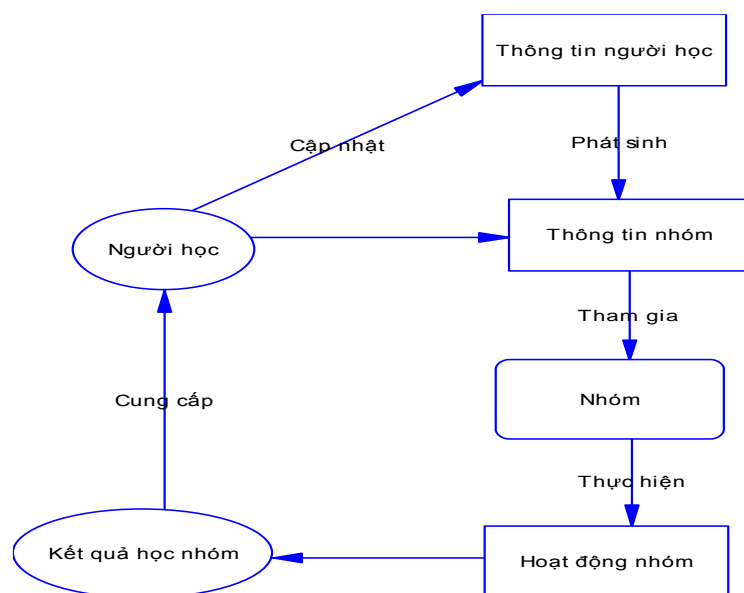 Thông tin người học
Cập nhật
Phát sinh
Người học
Thông tin nhóm
Tham gia
Cung cấp
Nhóm
Thực hiện
Kết quả học nhóm
Hoạt động nhóm